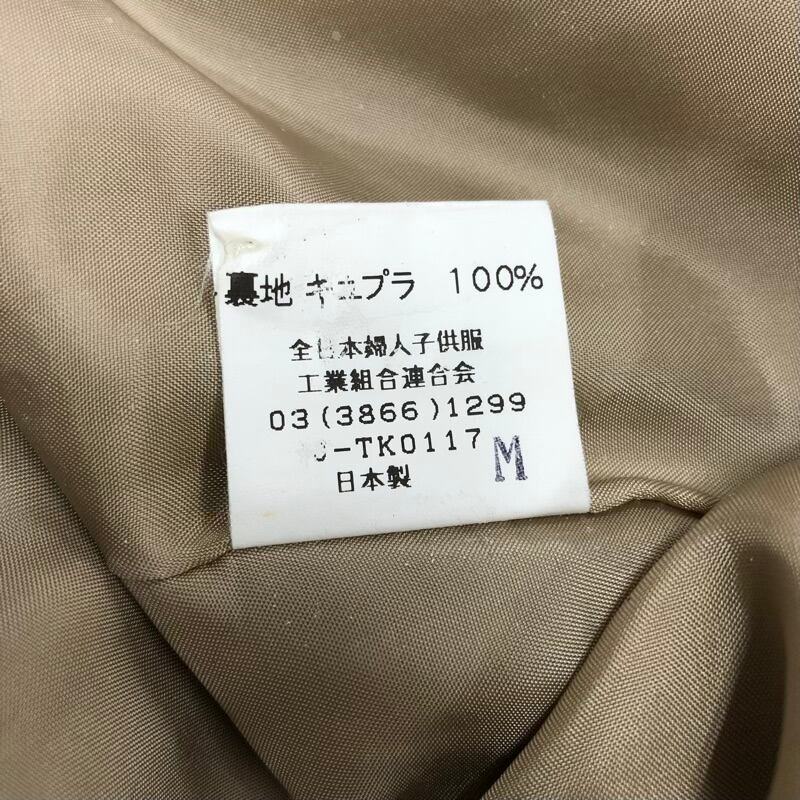 裏地 キュプラ 100%
全日本婦人子供服
工業組合連合会
03(3866)1299
-TK0117 M
日本製